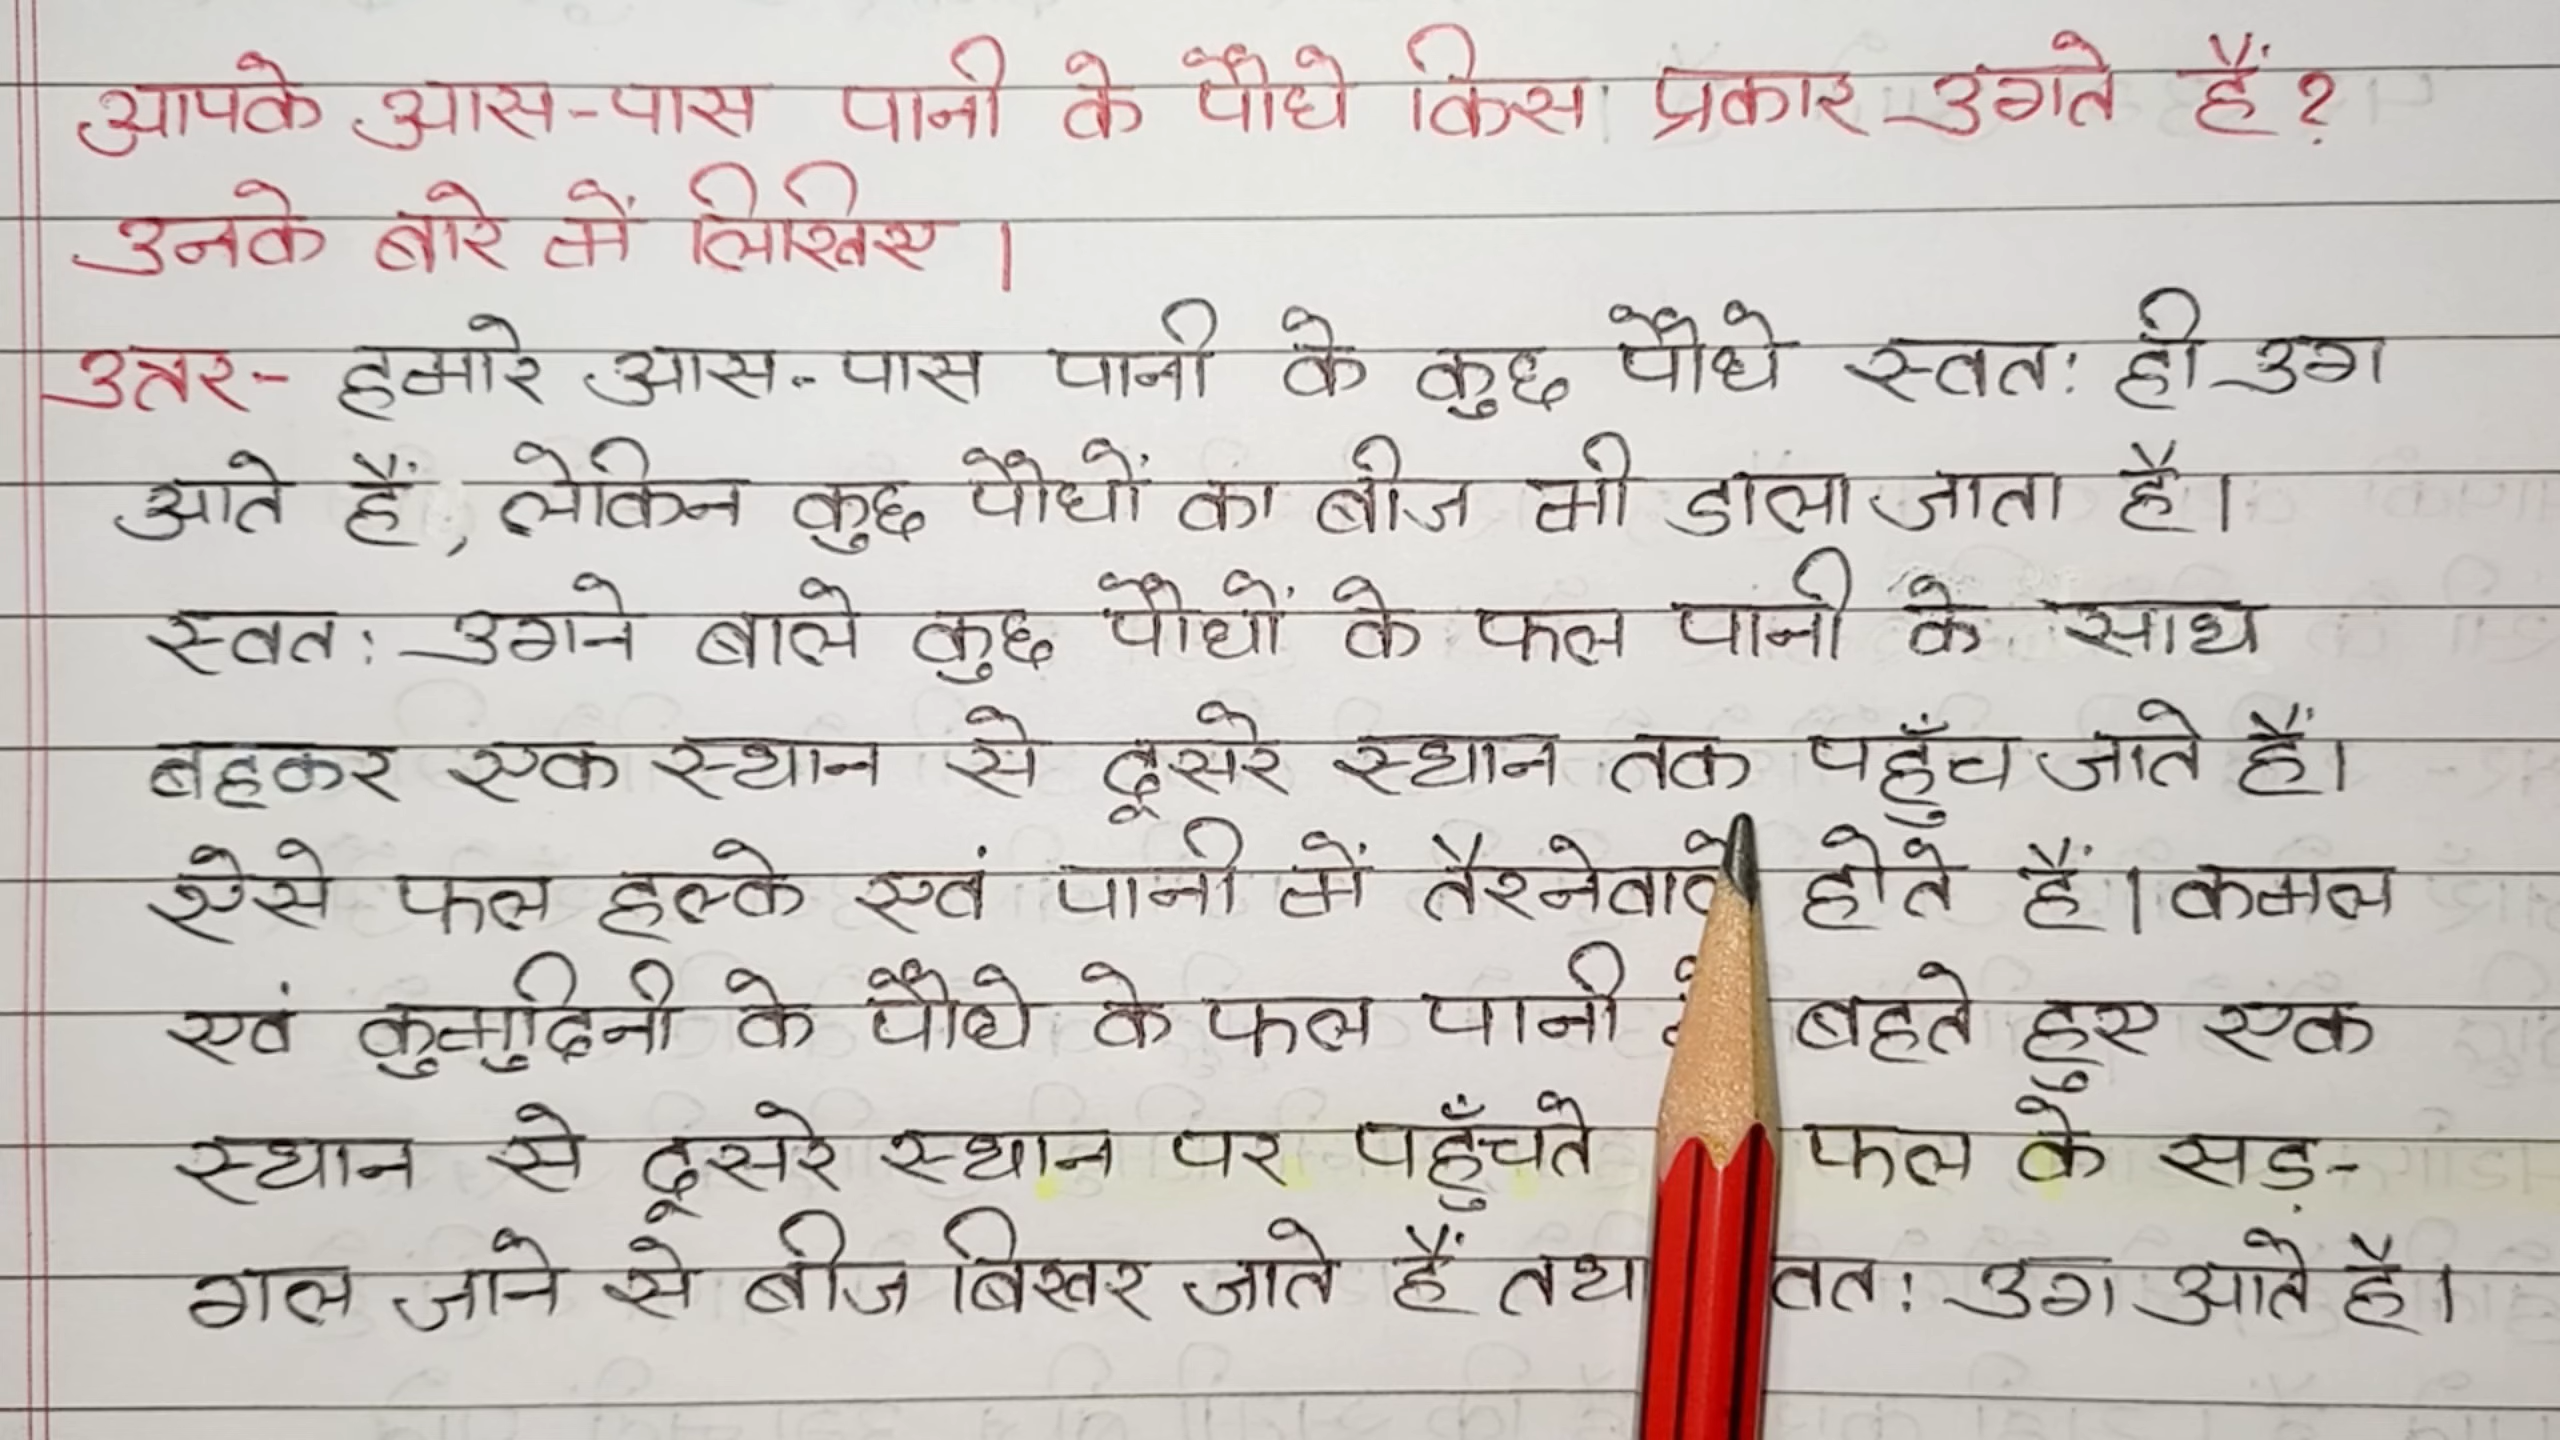 आपके आस-पास पानी के पौधे किस प्रकार उगते हैं?
उनके बारे में लिखिए।
उत्तर- हमारे आस-पास पानी के कुछ पौधे स्वतः ही उग
आते हैं, लेकिन कुछ पौधों का बीज भी डाला जाता है।
स्वतः उगने बाले कुछ पौधों के फल पानी के साथ
बहकर एक स्थान से दूसरे स्थान तक पहुँच जाते हैं।
ऐसे फल हल्के एवं पानी में तैरनेवाले होते हैं। कमल
एवं कुमुदिनी के पौधे के फल पानी बहते हुए एक
स्थान से दूसरे स्थान पर पहुँचते फल के सड़-
गल जाने से बीज बिखर जाते हैं उग आते है।